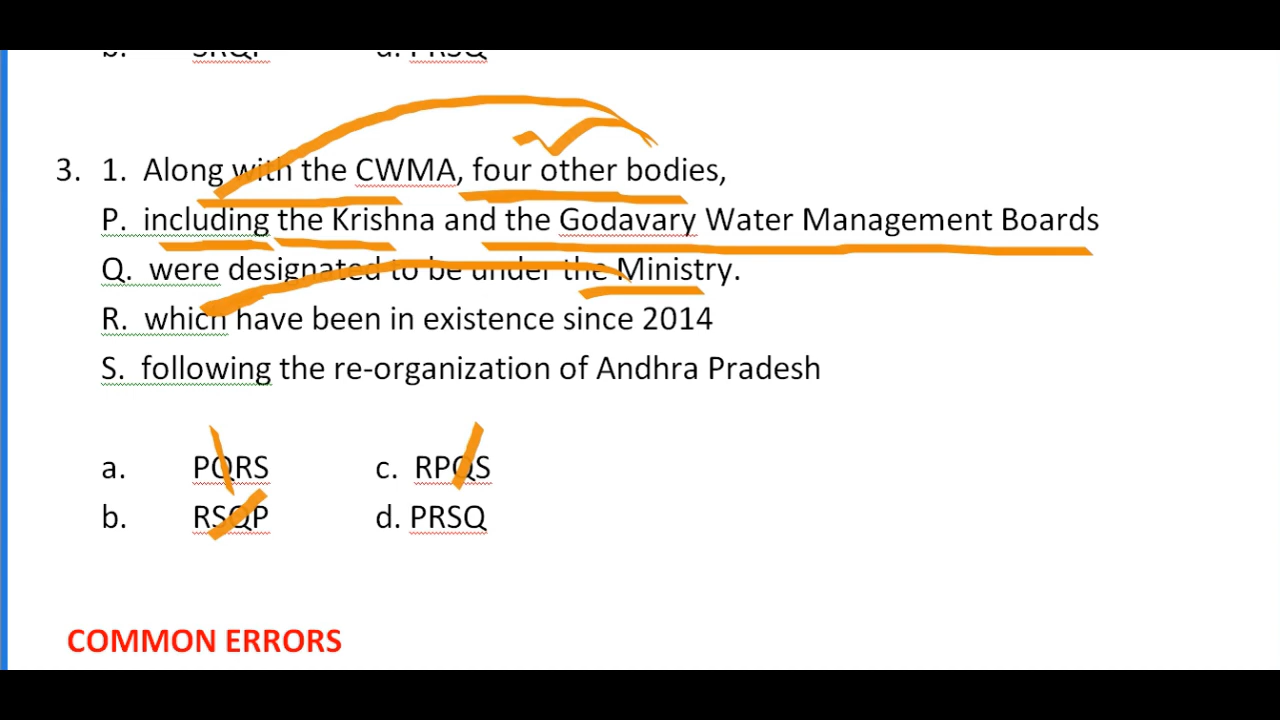 b. SRQP d. PRSQ
3. 1. Along with the CWMA, four other bodies,
P. including the Krishna and the Godavary Water Management Boards
Q. were designated to be under the Ministry.
R. which have been in existence since 2014
S. following the re-organization of Andhra Pradesh
a. PQRS c. RPQS
b. RSQP d. PRSQ
COMMON ERRORS